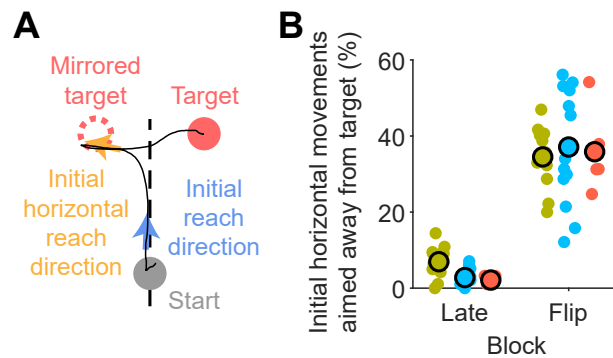 A
Mirrored
target
Target
Initial
horizontal
reach
direction
Initial
reach
direction
Start
B
Initial horizontal movements
aimed away from target (%)
60
40
20
0
Late
Flip
Block